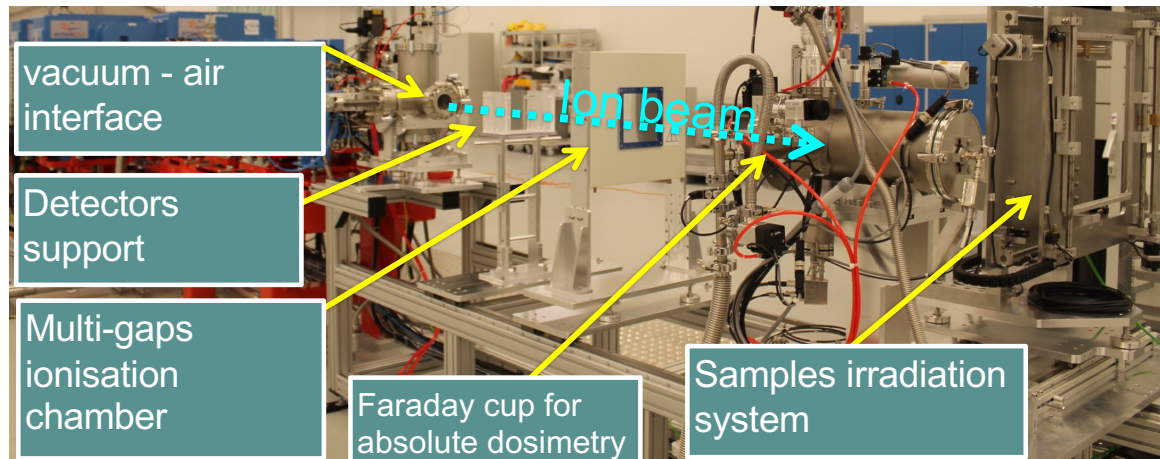 vacuum - air
interface
Ion beam
Detectors
support
Multi-gaps
ionisation
chamber
Faraday cup for
absolute dosimetry
Samples irradiation
system